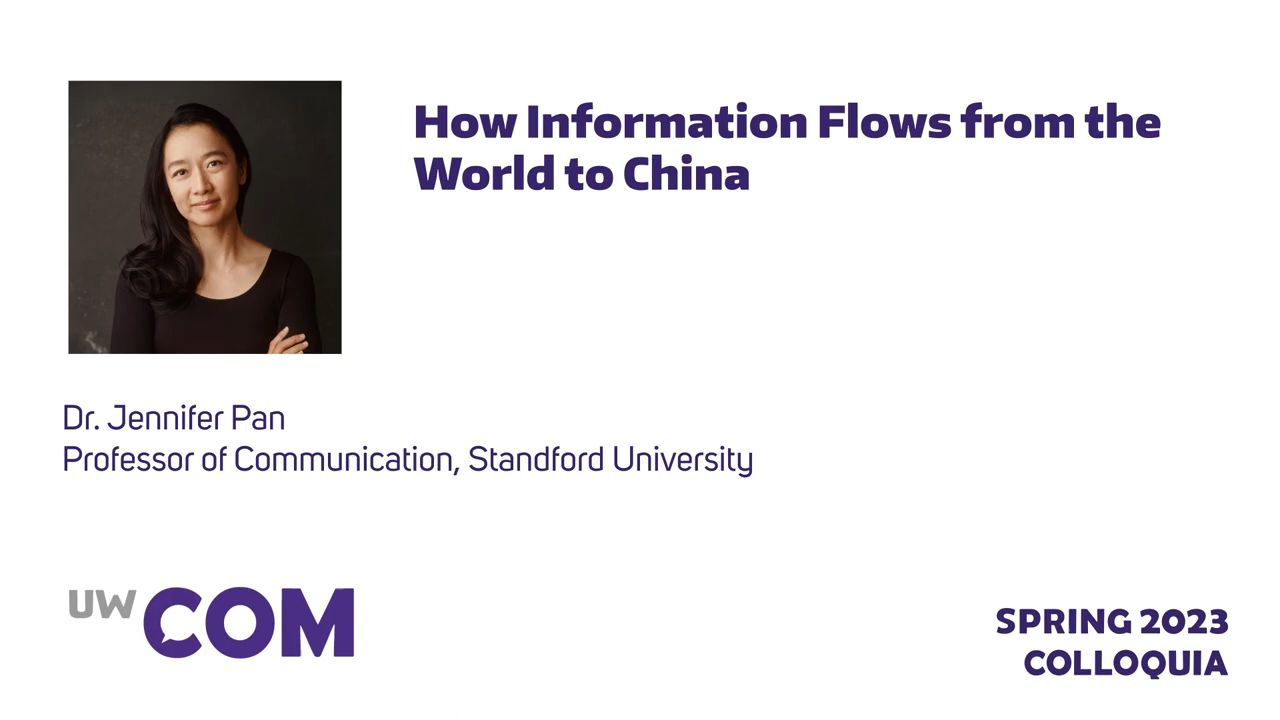 How Information Flows from the
World to China
Dr. Jennifer Pan
Professor of Communication, Standford University
UW COM
SPRING 2023
COLLOQUIA